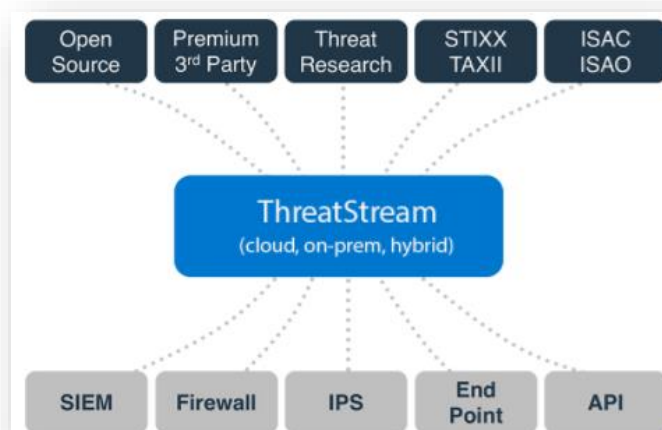 Open
Source
Premium
3rd Party
Threat
Research
STIXX
TAXII
ISAC
ISAO
ThreatStream
(cloud, on-prem, hybrid)
SIEM
Firewall
IPS
End
Point
API